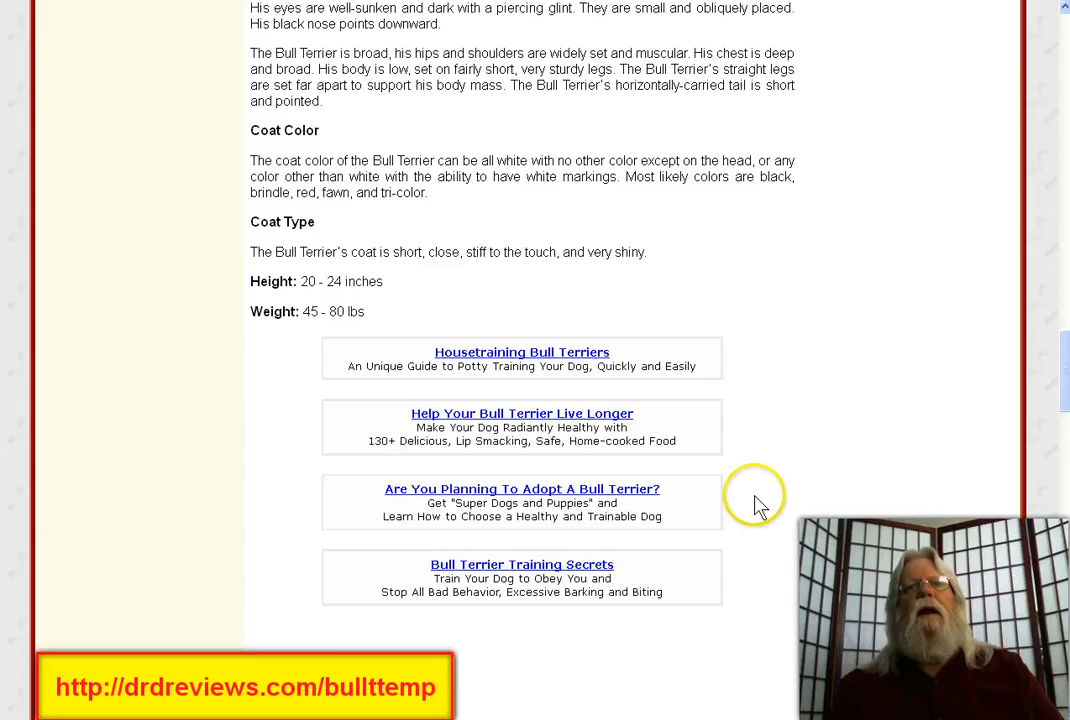 His eyes are well-sunken and dark with a piercing glint. They are small and obliquely placed.
His black nose points downward.
The Bull Terrier is broad, his hips and shoulders are widely set and muscular. His chest is deep
and broad. His body is low, set on fairly short, very sturdy legs. The Bull Terrier's straight legs
are set far apart to support his body mass. The Bull Terrier's horizontally-carried tail is short
and pointed.
Coat Color
The coat color of the Bull Terrier can be all white with no other color except on the head, or any
color other than white with the ability to have white markings. Most likely colors are black,
brindle, red, fawn, and tri-color.
Coat Type
The Bull Terrier's coat is short, close, stiff to the touch, and very shiny.
Height: 20 - 24 inches
Weight: 45 - 80 lbs
Housetraining Bull Terriers
An Unique Guide to Potty Training Your Dog, Quickly and Easily
Help Your Bull Terrier Live Longer
Make Your Dog Radiantly Healthy with
130+ Delicious, Lip Smacking, Safe, Home-cooked Food
Are You Planning To Adopt A Bull Terrier?
Get "Super Dogs and Puppies" and
Learn How to Choose a Healthy and Trainable Dog
Bull Terrier Training Secrets
Train Your Dog to Obey You and
Stop All Bad Behavior, Excessive Barking and Biting
http://drdreviews.com/bullttemp